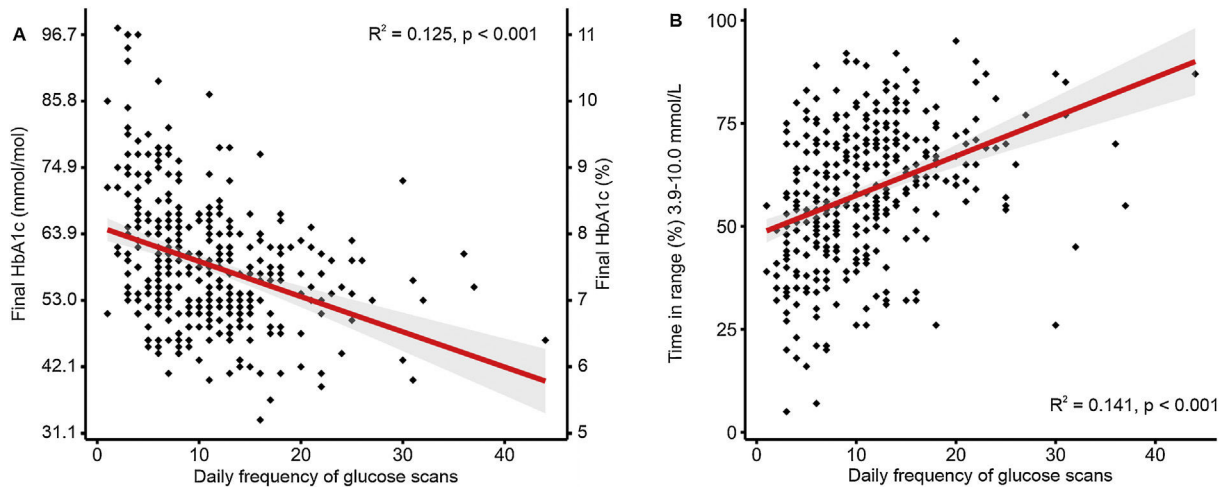 A
R² = 0.125, p < 0.001
Final HbA1c (mmol/mol)
96.7
85.8
74.9
63.9
53.0
42.1
31.1
Final HbA1c (%)
11
10
9
8
7
6
5
0 10 20 30 40
Daily frequency of glucose scans
B
Time in range (%) 3.9-10.0 mmol/L
100
75
50
25
0
R² = 0.141, p < 0.001
0 10 20 30 40
Daily frequency of glucose scans